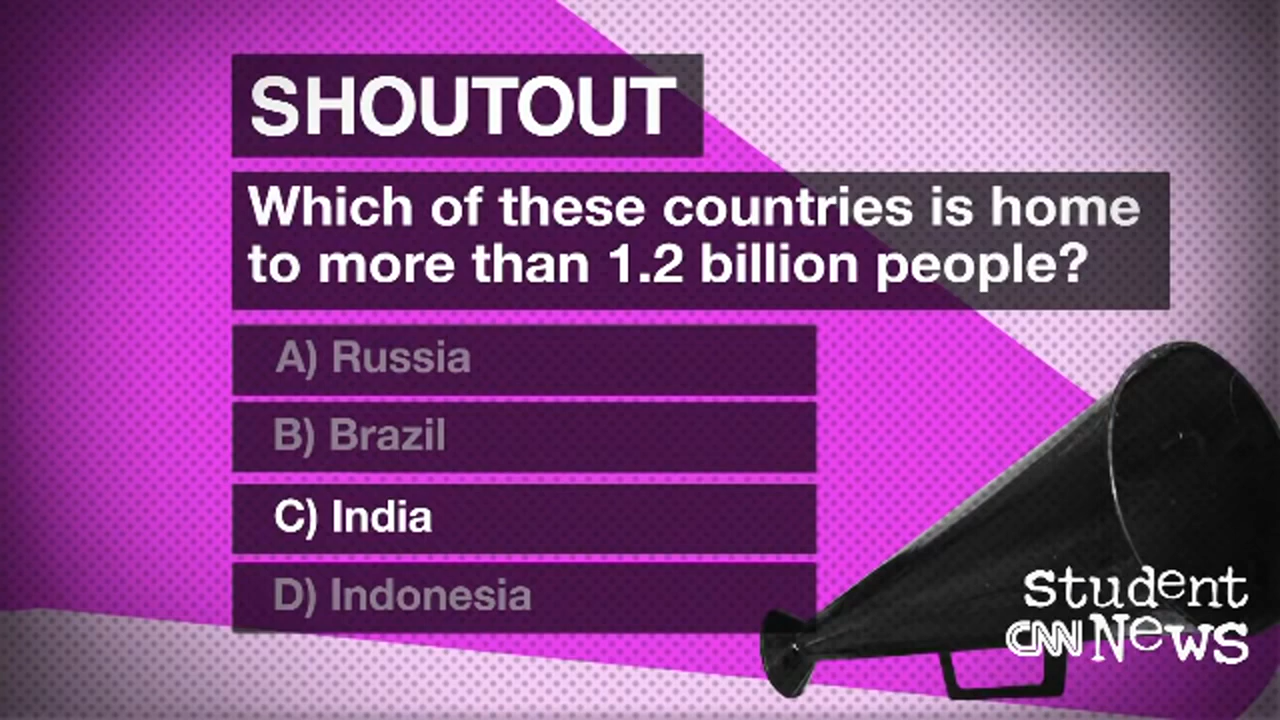 SHOUTOUT
Which of these countries is home
to more than 1.2 billion people?
A) Russia
B) Brazil
C) India
D) Indonesia
Student
CNN News